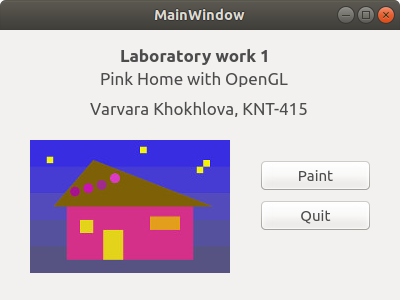 MainWindow
Laboratory work 1
Pink Home with OpenGL
Varvara Khokhlova, KNT-415
Paint
Quit